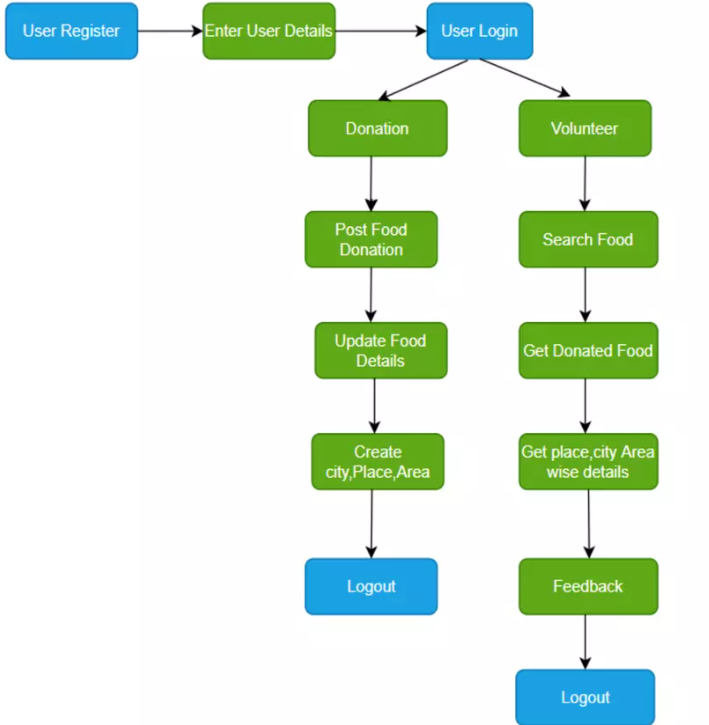 User Register
Enter User Details
User Login
Donation
Volunteer
Post Food
Donation
Search Food
Update Food
Details
Get Donated Food
Create
city,Place,Area
Get place,city Area
wise details
Logout
Feedback
Logout